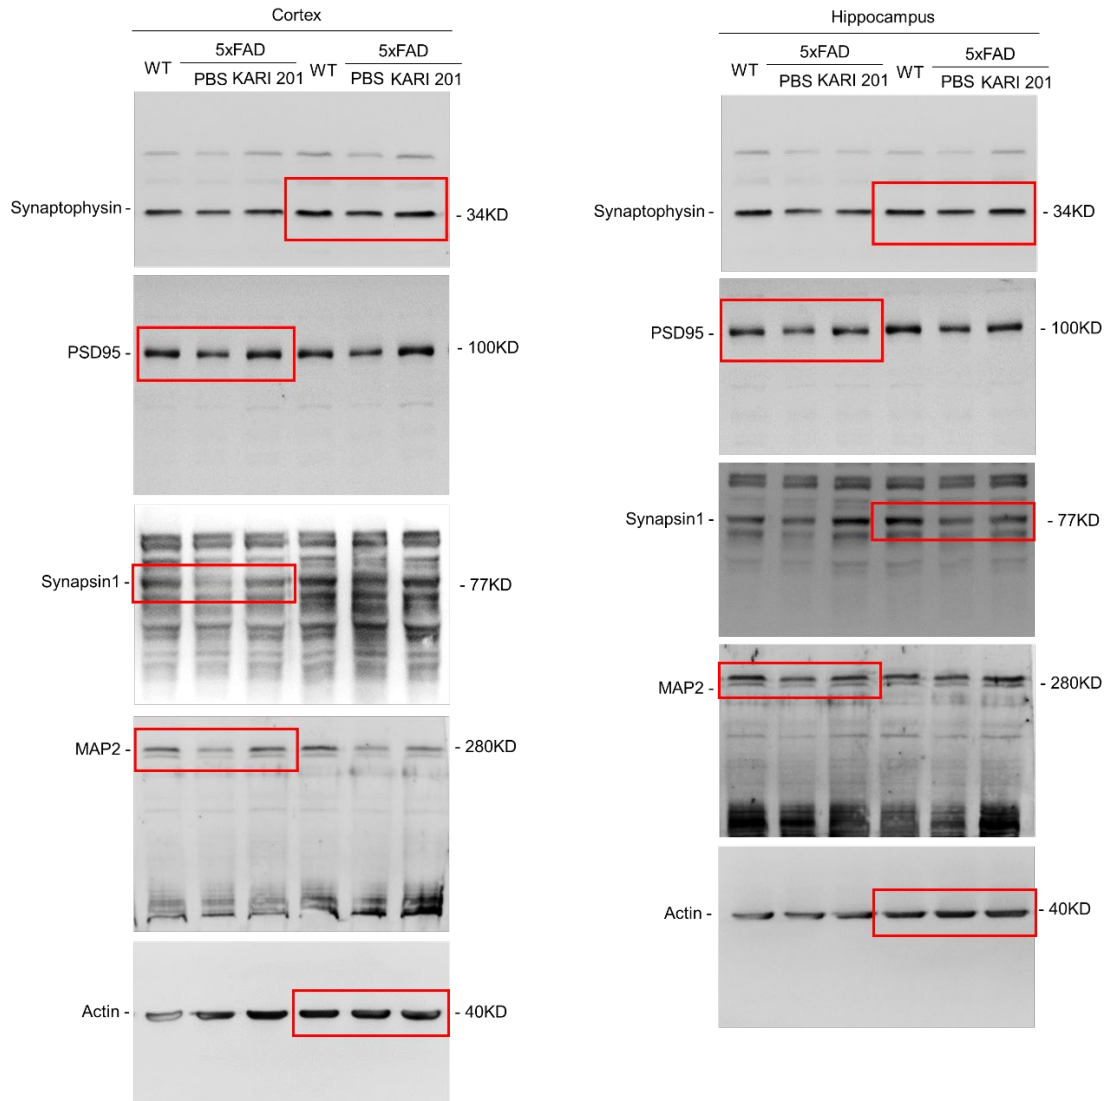 Cortex
5xFAD 5xFAD
WT WT
PBS KARI 201 PBS KARI 201
Synaptophysin - - 34KD
PSD95 - - 100KD
Synapsin1 - - 77KD
MAP2 - - 280KD
Actin - - 40KD
Hippocampus
5xFAD 5xFAD
WT WT
PBS KARI 201 PBS KARI 201
Synaptophysin - - 34KD
PSD95 - - 100KD
Synapsin1 - - 77KD
MAP2 - - 280KD
Actin - - 40KD